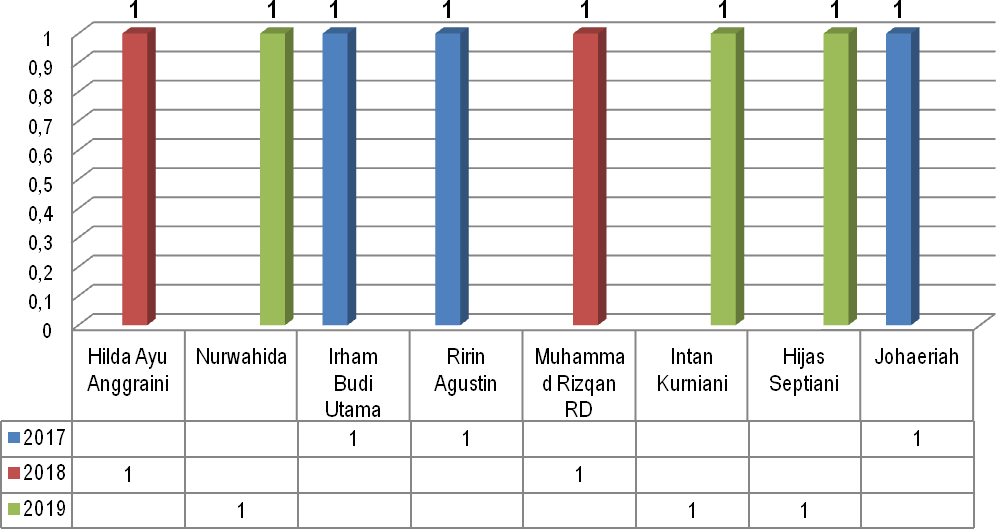 1 1 1 1 1 1 1 1
1
0,9
0,8
0,7
0,6
0,5
0,4
0,3
0,2
0,1
0
Hilda Ayu
Anggraini
Nurwahida
Irham
Budi
Utama
Ririn
Agustin
Muhamma
d Rizqan
RD
Intan
Kurniani
Hijas
Septiani
Johaeriah
2017 1 1 1
2018 1 1
2019 1 1 1